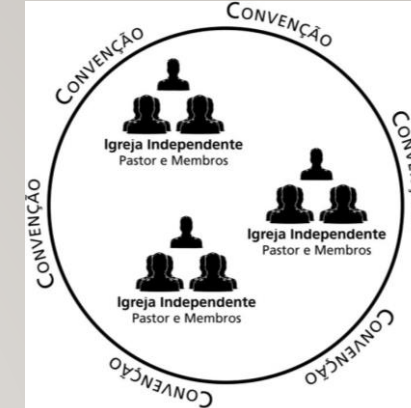 CONVENÇÃO
CONVENÇÃO
Igreja Independente
Pastor e Membros
Igreja Independente
Pastor e Membros
CONVENÇÃO
Igreja Independente
Pastor e Membros
CONVENÇÃO
CONVENÇÃO